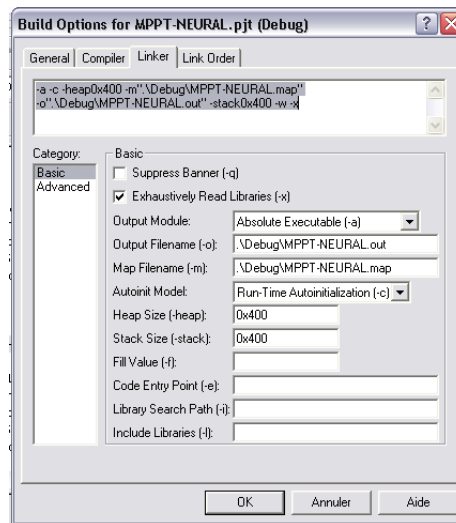 Build Options for MPPT-NEURAL.pjt (Debug)
General Compiler Linker Link Order
-a -c -heap0x400 -m".\Debug\MPPT-NEURAL.map"
-o".\Debug\MPPT-NEURAL.out" -stack0x400 -w -x
Category: Basic
Basic
Advanced
Suppress Banner (-q)
Exhaustively Read Libraries (-x)
Output Module: Absolute Executable (-a)
Output Filename (-o): .\Debug\MPPT-NEURAL.out
Map Filename (-m): .\Debug\MPPT-NEURAL.map
Autoinit Model: Run-Time Autoinitialization (-c)
Heap Size (-heap): 0x400
Stack Size (-stack): 0x400
Fill Value (-f):
Code Entry Point (-e):
Library Search Path (-i):
Include Libraries (-l):
OK Annuler Aide